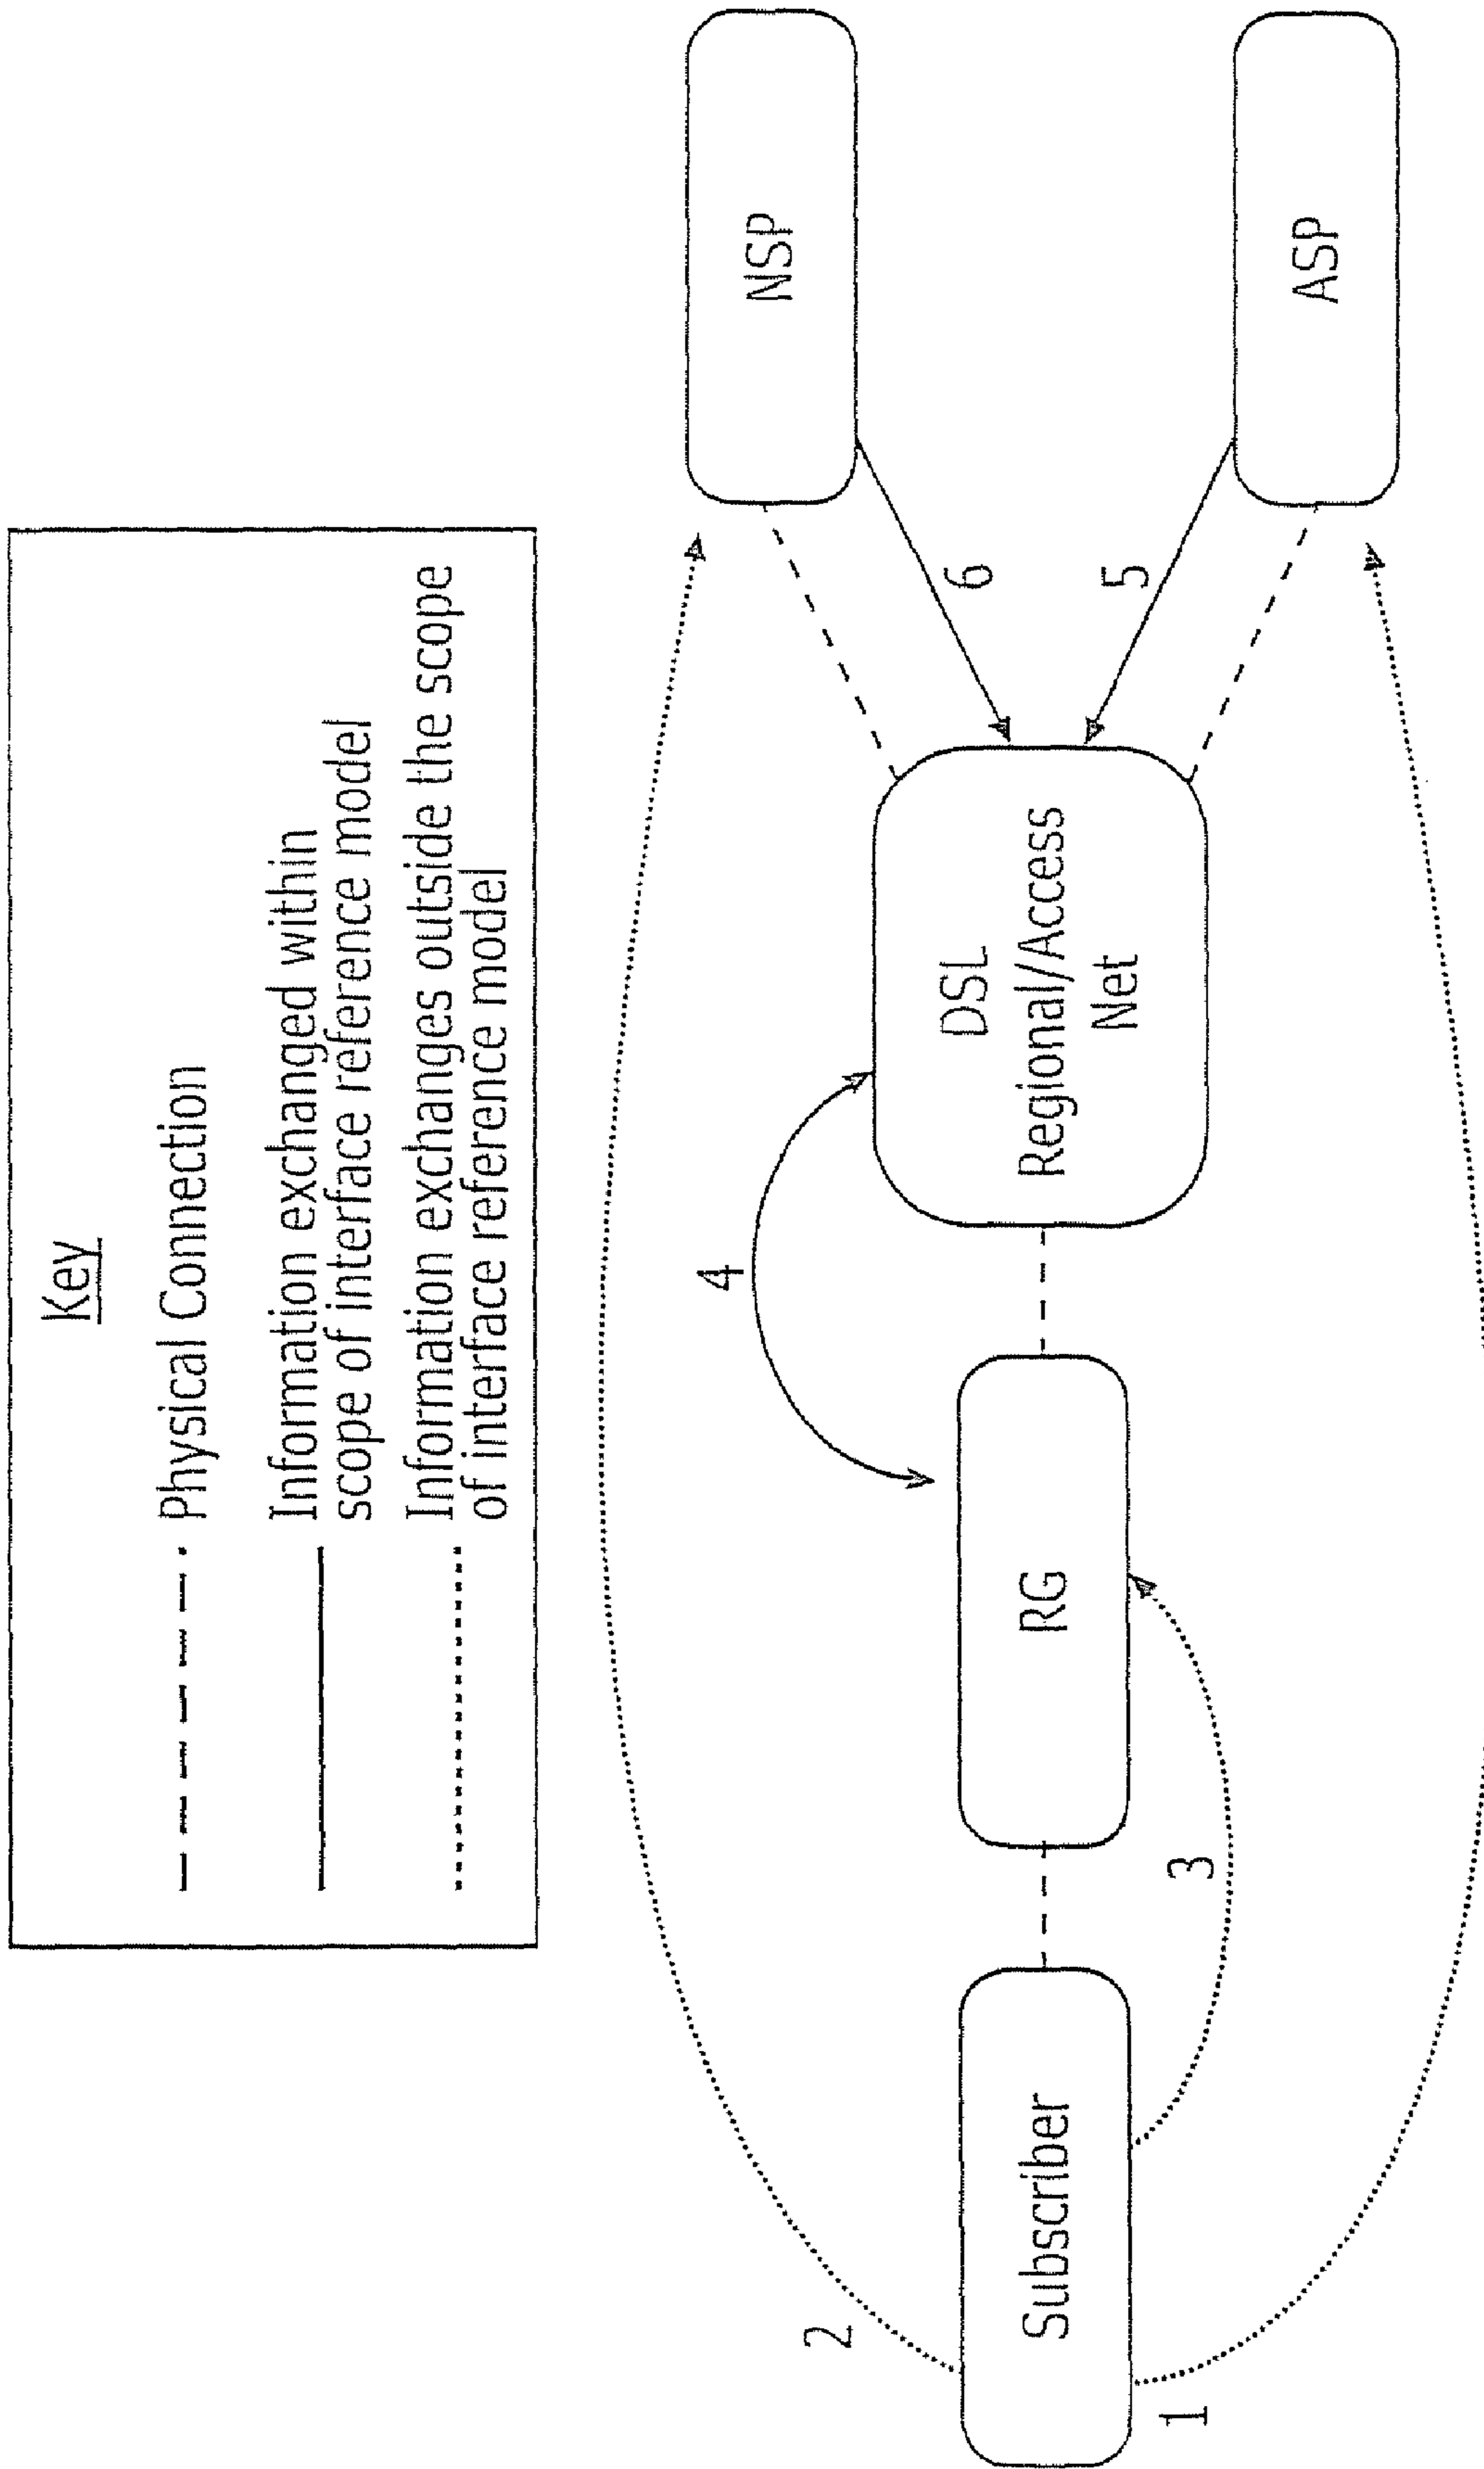 Key
Physical Connection
Information exchanged within
scope of interface reference model
Information exchanges outside the scope
of interface reference model
2
1
Subscriber
3
RG
4
DSL
Regional/Access
Net
6
5
NSP
ASP